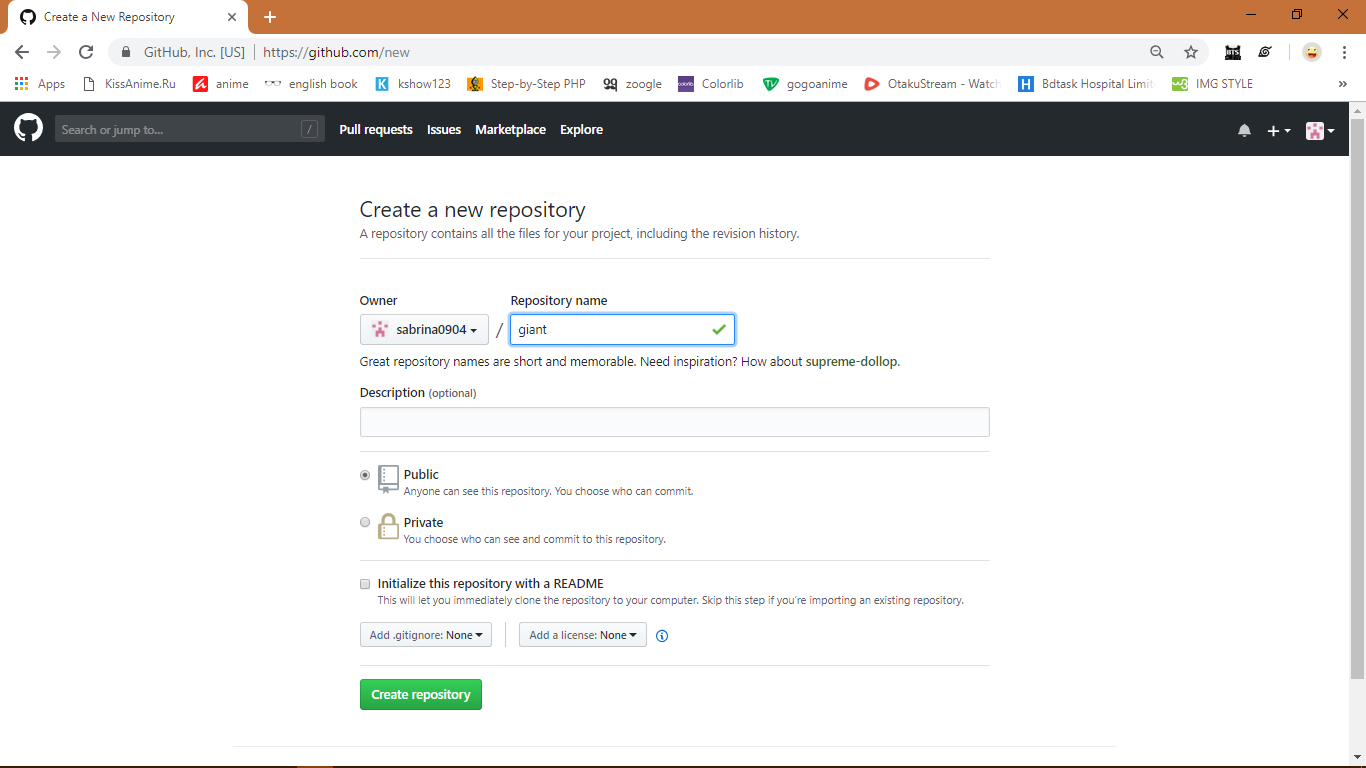 Create a New Repository
GitHub, Inc. [US] https://github.com/new
Apps KissAnime.Ru anime english book kshow123 Step-by-Step PHP zoogle Colorlib gogoanime OtakuStream - Watch Bdtask Hospital Limit IMG STYLE »
Search or jump to... / Pull requests Issues Marketplace Explore
Create a new repository
A repository contains all the files for your project, including the revision history.
Owner Repository name
sabrina0904 / giant
Great repository names are short and memorable. Need inspiration? How about supreme-dollop.
Description (optional)
Public
Anyone can see this repository. You choose who can commit.
Private
You choose who can see and commit to this repository.
Initialize this repository with a README
This will let you immediately clone the repository to your computer. Skip this step if you're importing an existing repository.
Add .gitignore: None Add a license: None
Create repository